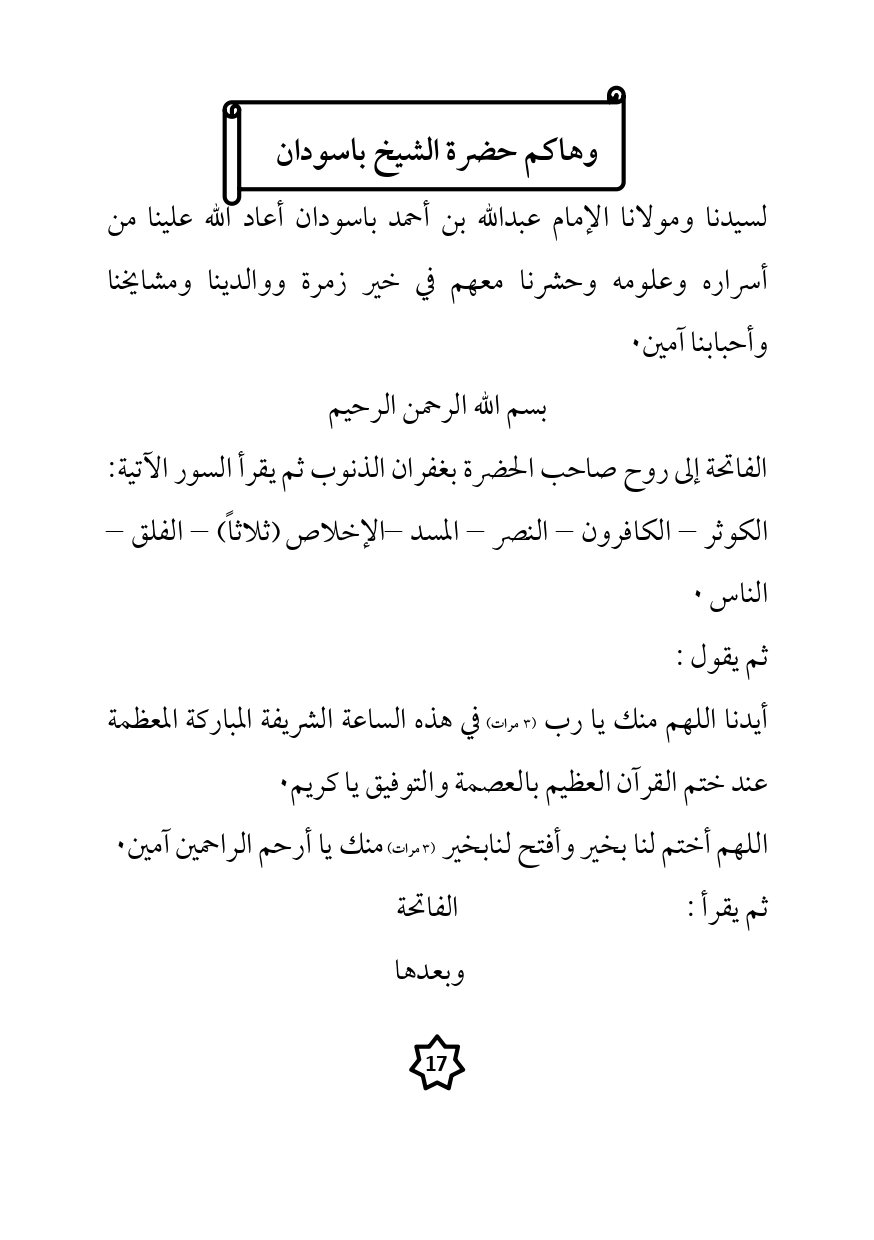 وهاكم حضرة الشيخ باسودان
لسيدنا ومولانا الإمام عبدالله بن أحمد باسودان أعاد الله علينا من
أسراره وعلومه وحشرنا معهم في خير زمرة ووالدينا ومشايخنا
وأحبابنا آمين.
بسم الله الرحمن الرحيم
الفاتحة إلى روح صاحب الحضرة بغفران الذنوب ثم يقرأ السور الآتية:
الكوثر – الكافرون – النصر – المسد –الإخلاص (ثلاثاً) – الفلق –
الناس .
ثم يقول :
أيدنا اللهم منك يا رب (٣ مرات) في هذه الساعة الشريفة المباركة المعظمة
عند ختم القرآن العظيم بالعصمة والتوفيق ياكريم.
اللهم أختم لنا بخير وأفتح لنابخير (٣ مرات) منك يا أرحم الراحمين آمين.
ثم يقرأ : الفاتحة
وبعدها
17